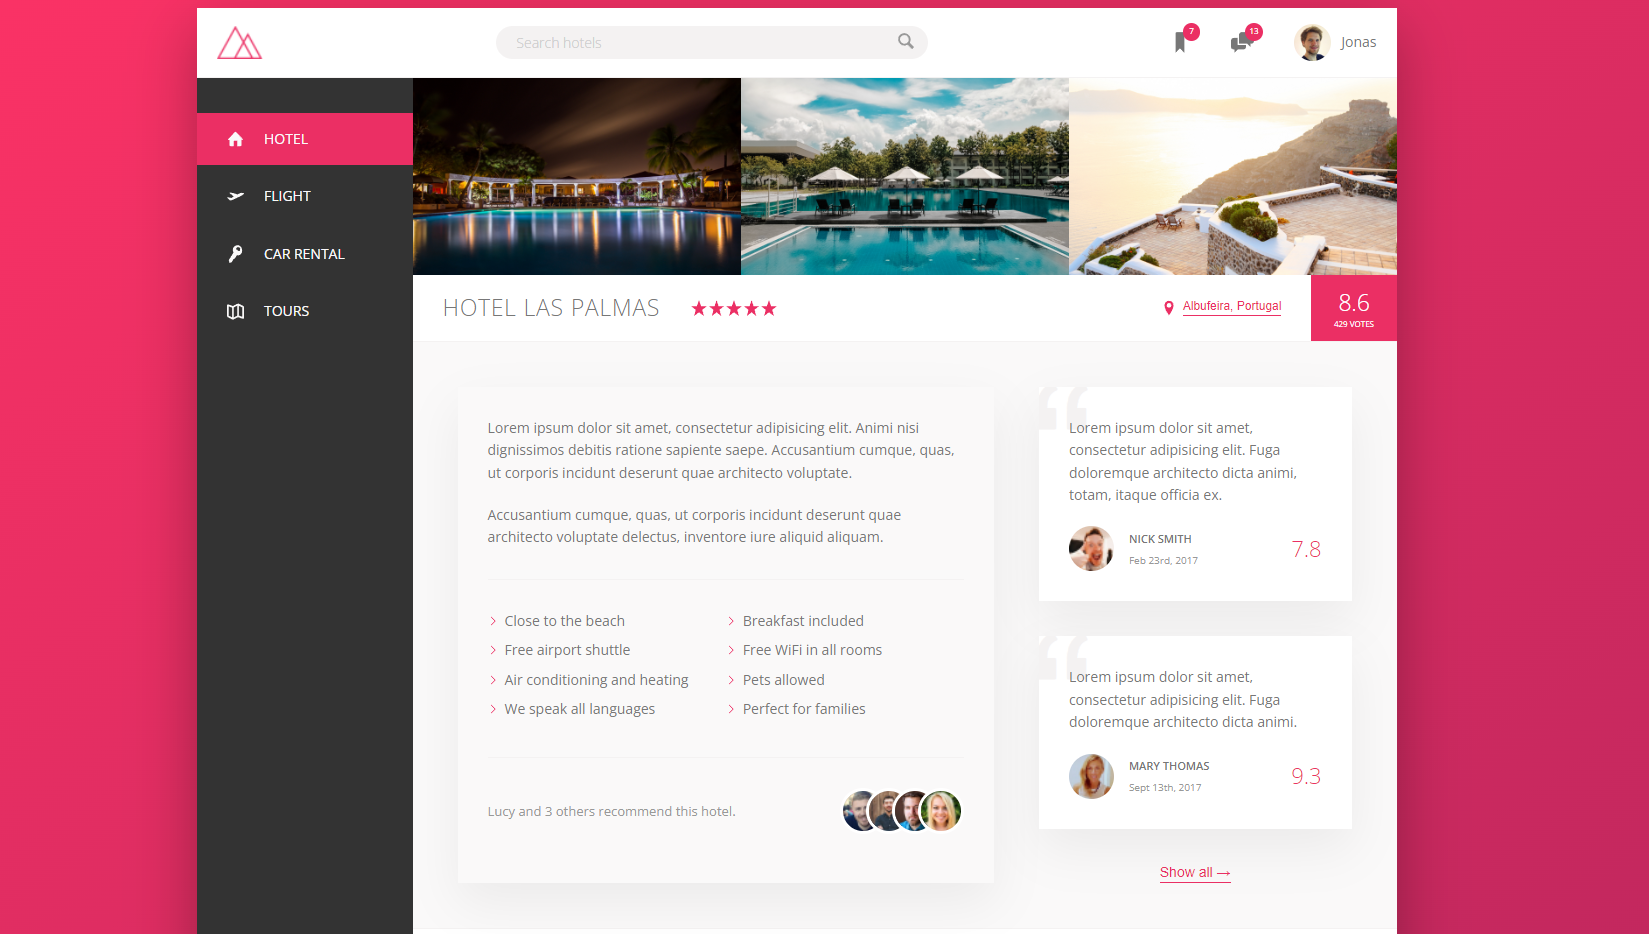 Search hotels
7
13
Jonas
HOTEL
FLIGHT
CAR RENTAL
TOURS
HOTEL LAS PALMAS
Albufeira, Portugal
8.6
429 VOTES
Lorem ipsum dolor sit amet, consectetur adipisicing elit. Animi nisi
dignissimos debitis ratione sapiente saepe. Accusantium cumque, quas,
ut corporis incidunt deserunt quae architecto voluptate.
Accusantium cumque, quas, ut corporis incidunt deserunt quae
architecto voluptate delectus, inventore iure aliquid aliquam.
Close to the beach
Breakfast included
Free airport shuttle
Free WiFi in all rooms
Air conditioning and heating
Pets allowed
We speak all languages
Perfect for families
Lucy and 3 others recommend this hotel.
“
Lorem ipsum dolor sit amet,
consectetur adipisicing elit. Fuga
doloremque architecto dicta animi,
totam, itaque officia ex.
NICK SMITH
Feb 23rd, 2017
7.8
“
Lorem ipsum dolor sit amet,
consectetur adipisicing elit. Fuga
doloremque architecto dicta animi.
MARY THOMAS
Sept 13th, 2017
9.3
Show all →